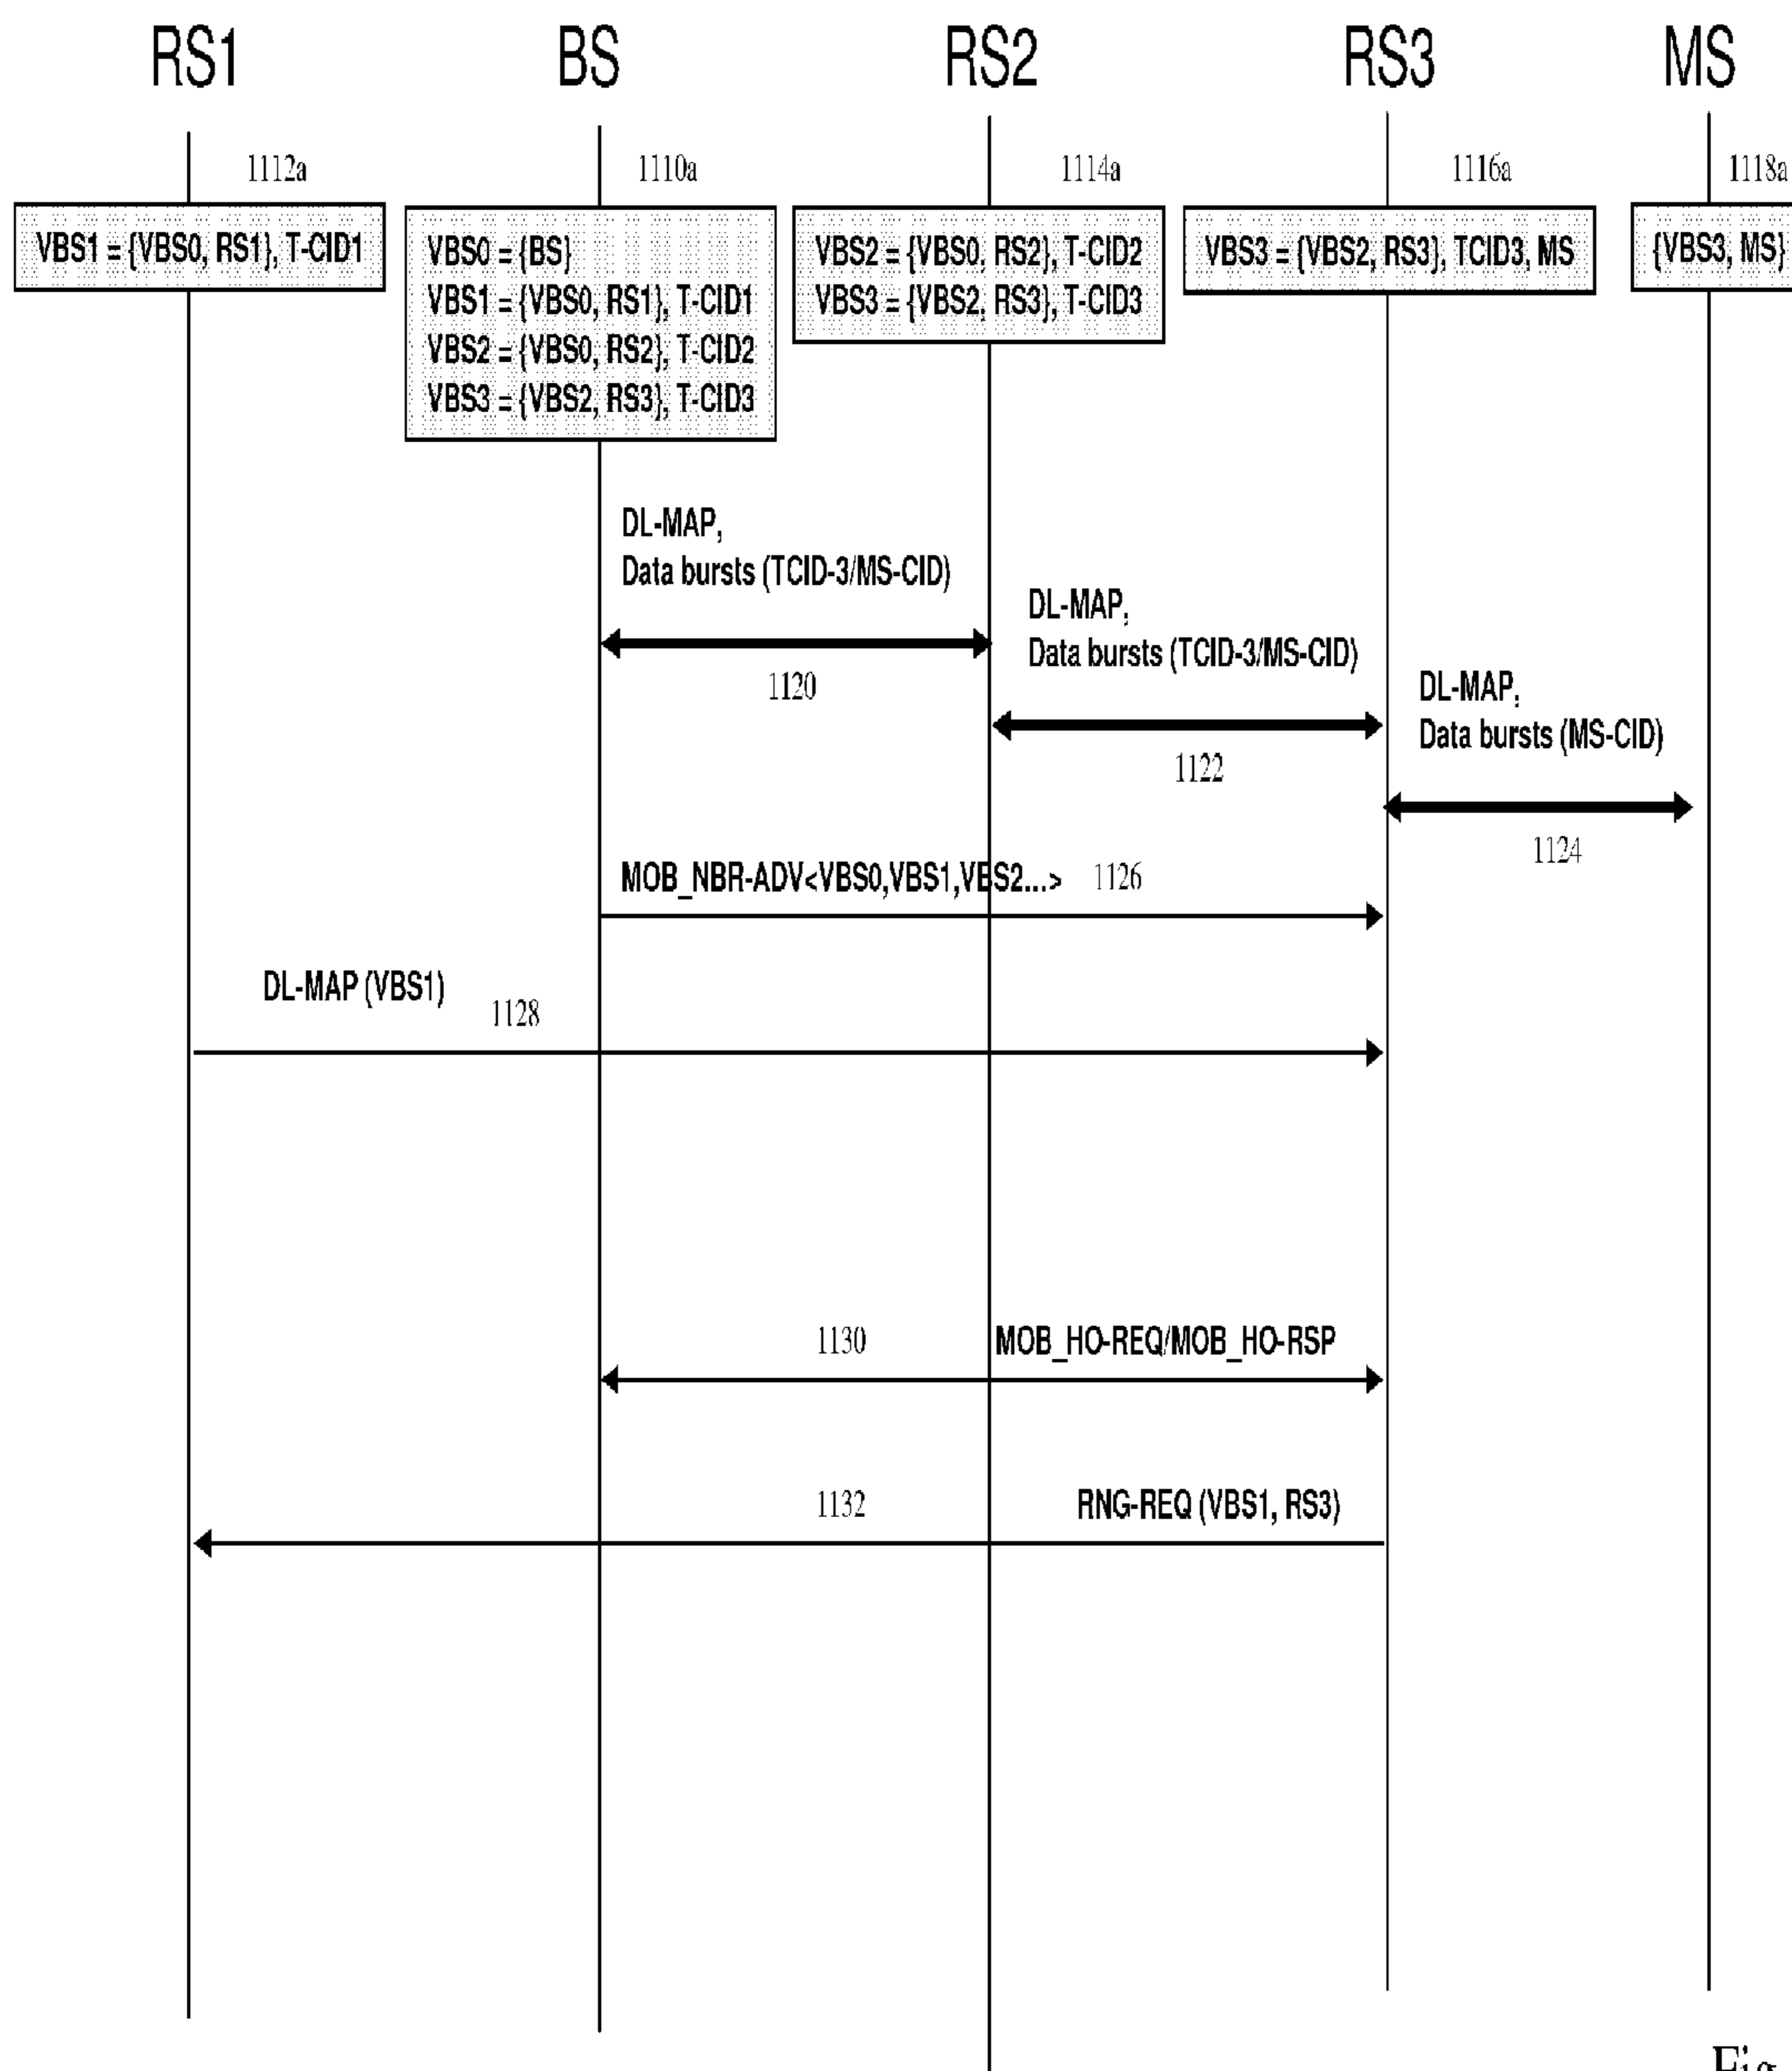 RS1 BS RS2 RS3 MS
1112a 1110a 1114a 1116a 1118a
VBS1 = {VBS0, RS1}, T-CID1
VBS0 = {BS}
VBS1 = {VBS0, RS1}, T-CID1
VBS2 = {VBS0, RS2}, T-CID2
VBS3 = {VBS2, RS3}, T-CID3
VBS2 = {VBS0, RS2}, T-CID2
VBS3 = {VBS2, RS3}, T-CID3
VBS3 = {VBS2, RS3}, TCID3, MS
{VBS3, MS}
DL-MAP,
Data bursts (TCID-3/MS-CID)
1120
DL-MAP,
Data bursts (TCID-3/MS-CID)
1122
DL-MAP,
Data bursts (MS-CID)
1124
MOB_NBR-ADV<VBS0,VBS1,VBS2...> 1126
DL-MAP (VBS1)
1128
1130 MOB_HO-REQ/MOB_HO-RSP
1132 RNG-REQ (VBS1, RS3)
Fig